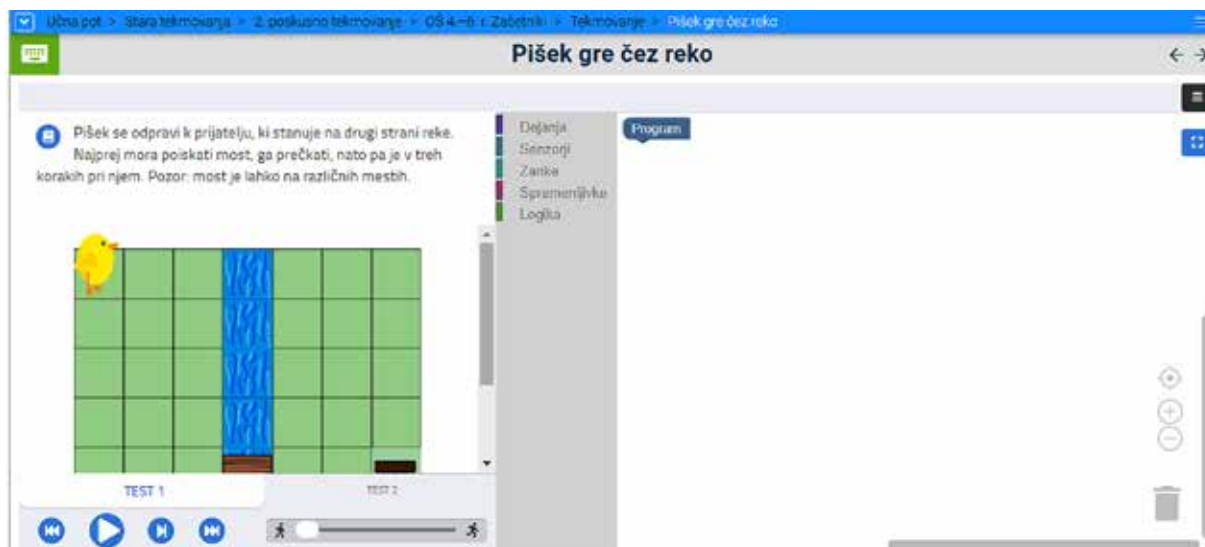 Učna pot > Stara tekmovanja > 2. poskusno tekmovanje > OŠ 4.–6. r. Začetniki > Tekmovanje > Pišek gre čez reko
Pišek gre čez reko
Pišek se odpravi k prijatelju, ki stanuje na drugi strani reke.
Najprej mora poiskati most, ga prečkati, nato pa je v treh
korakih pri njem. Pozor: most je lahko na različnih mestih.
Dejanja
Senzorji
Zanke
Spremenljivke
Logika
Program
TEST 1
TEST 2